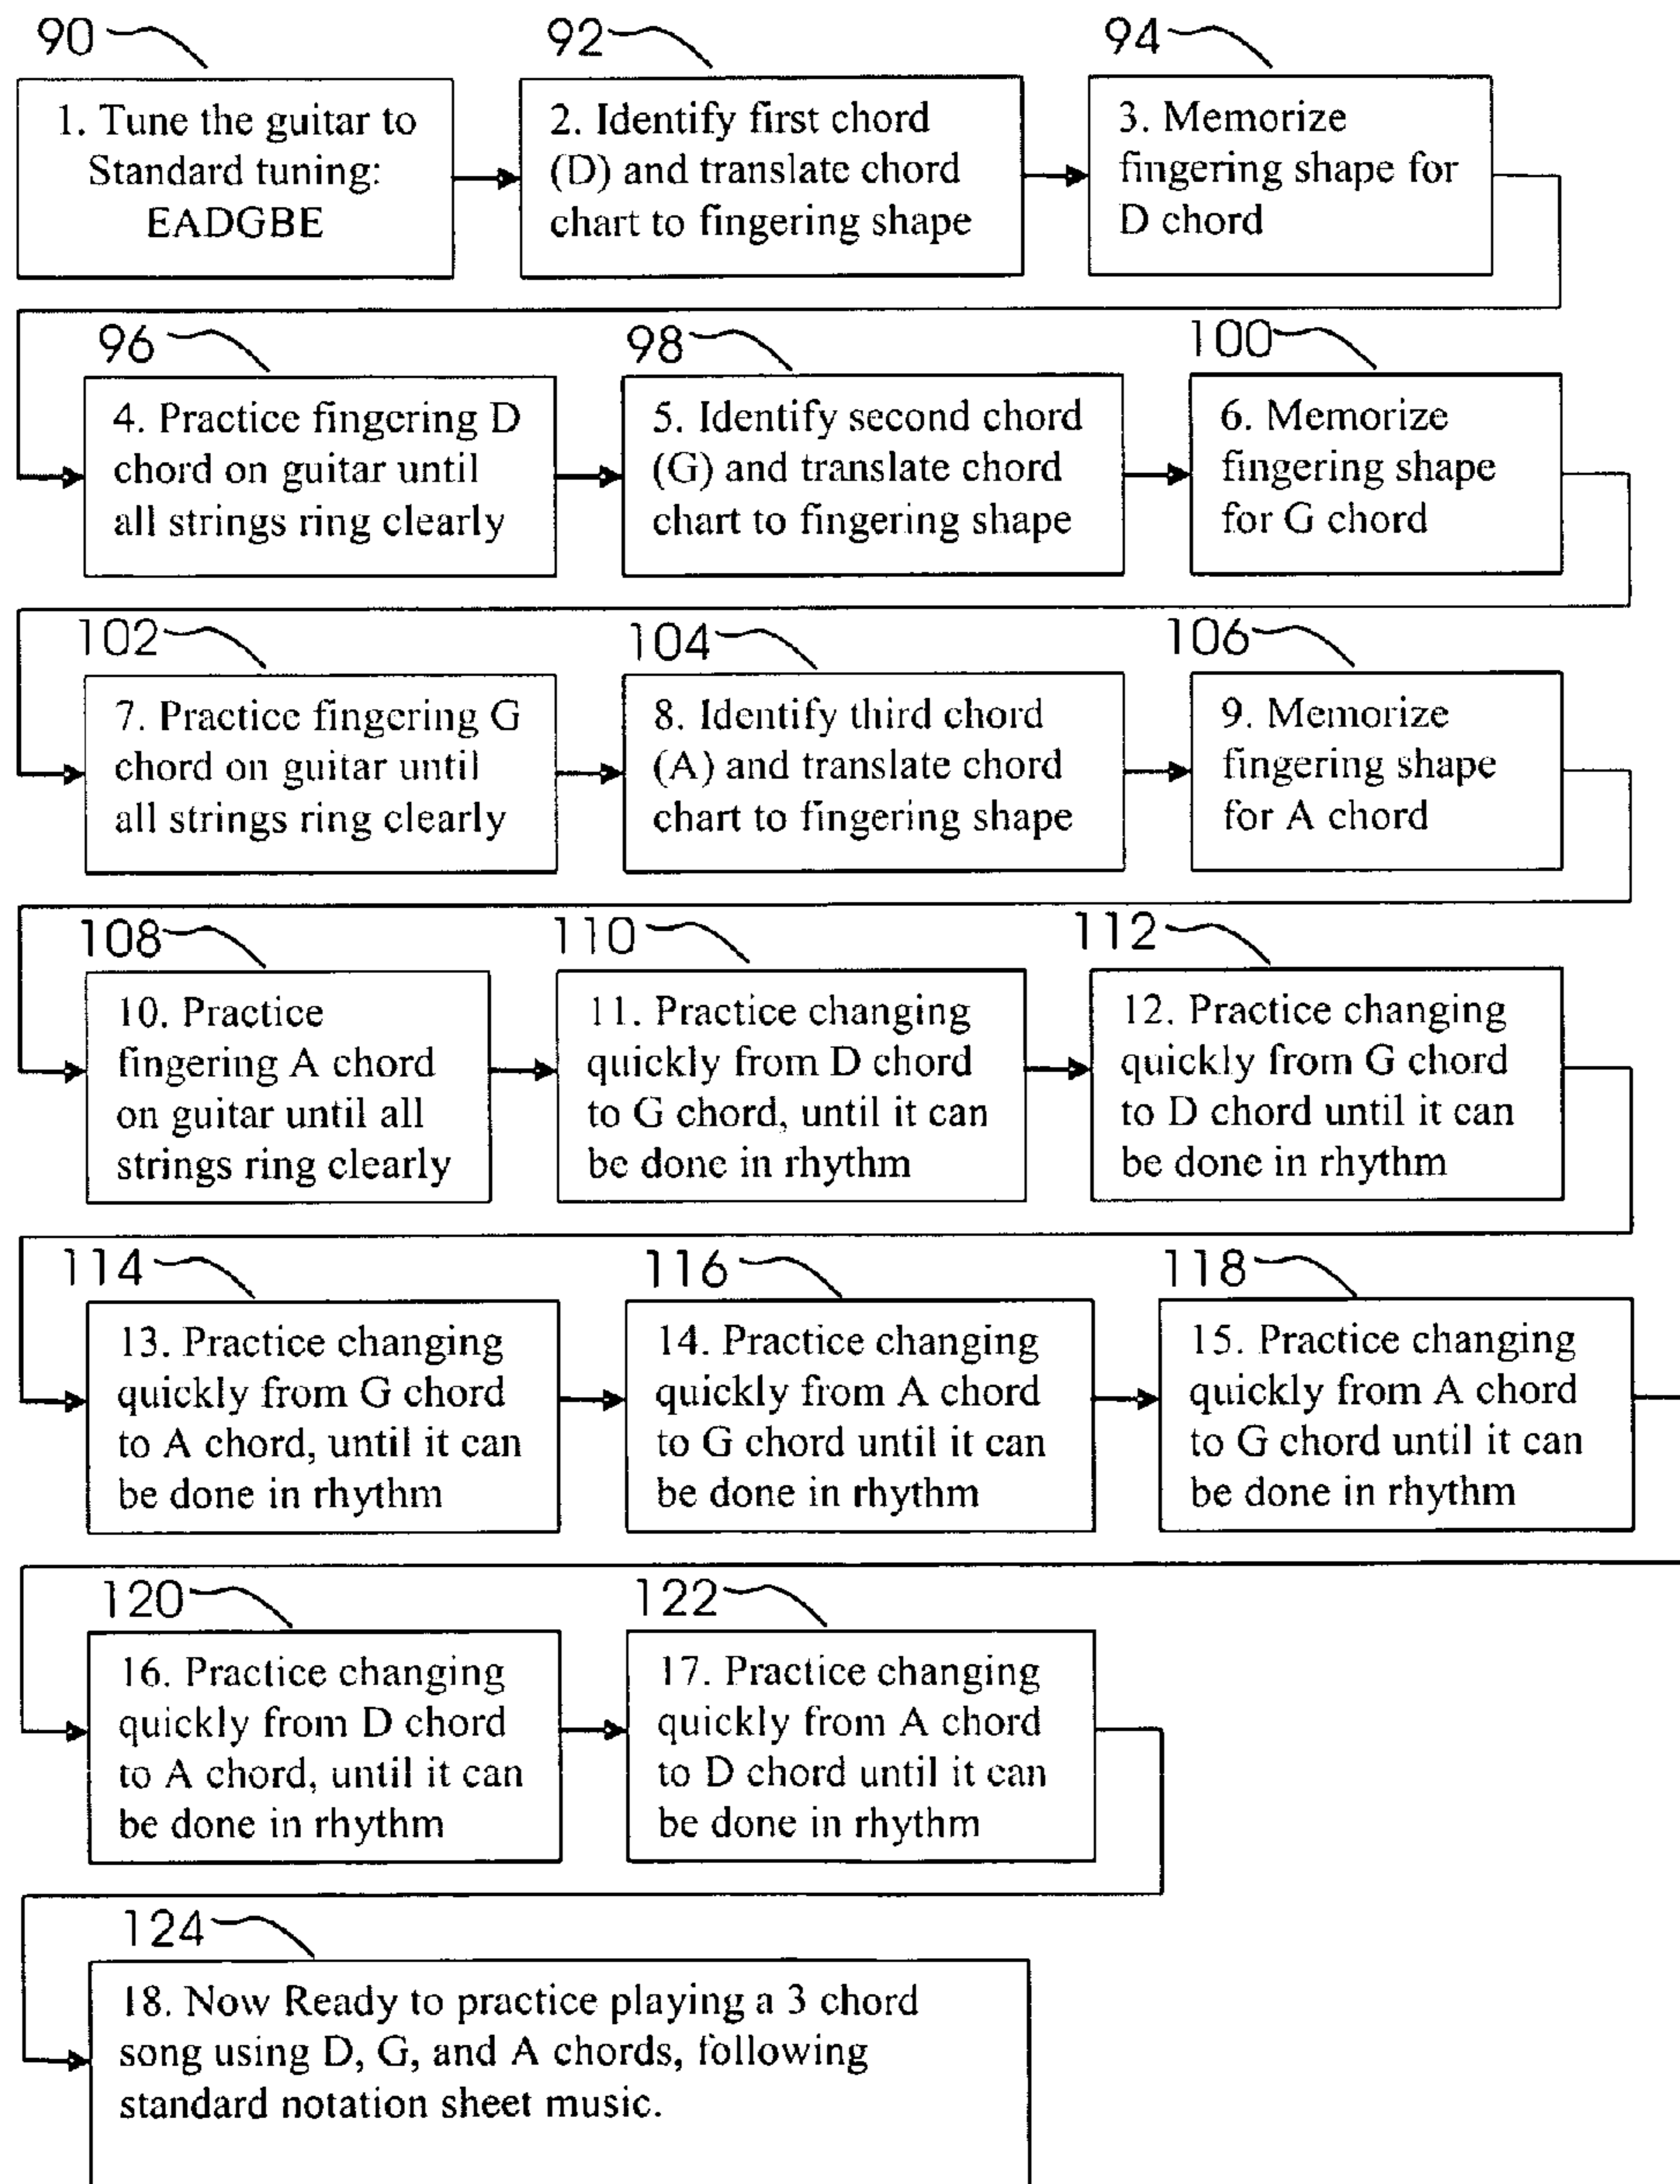 90
92
94
1. Tune the guitar to
Standard tuning:
EADGBE
2. Identify first chord
(D) and translate chord
chart to fingering shape
3. Memorize
fingering shape for
D chord
96
98
100
4. Practice fingering D
chord on guitar until
all strings ring clearly
5. Identify second chord
(G) and translate chord
chart to fingering shape
6. Memorize
fingering shape
for G chord
102
104
106
7. Practice fingering G
chord on guitar until
all strings ring clearly
8. Identify third chord
(A) and translate chord
chart to fingering shape
9. Memorize
fingering shape
for A chord
108
110
112
10. Practice
fingering A chord
on guitar until all
strings ring clearly
11. Practice changing
quickly from D chord
to G chord, until it can
be done in rhythm
12. Practice changing
quickly from G chord
to D chord until it can
be done in rhythm
114
116
118
13. Practice changing
quickly from G chord
to A chord, until it can
be done in rhythm
14. Practice changing
quickly from A chord
to G chord until it can
be done in rhythm
15. Practice changing
quickly from A chord
to G chord until it can
be done in rhythm
120
122
16. Practice changing
quickly from D chord
to A chord, until it can
be done in rhythm
17. Practice changing
quickly from A chord
to D chord until it can
be done in rhythm
124
18. Now Ready to practice playing a 3 chord
song using D, G, and A chords, following
standard notation sheet music.